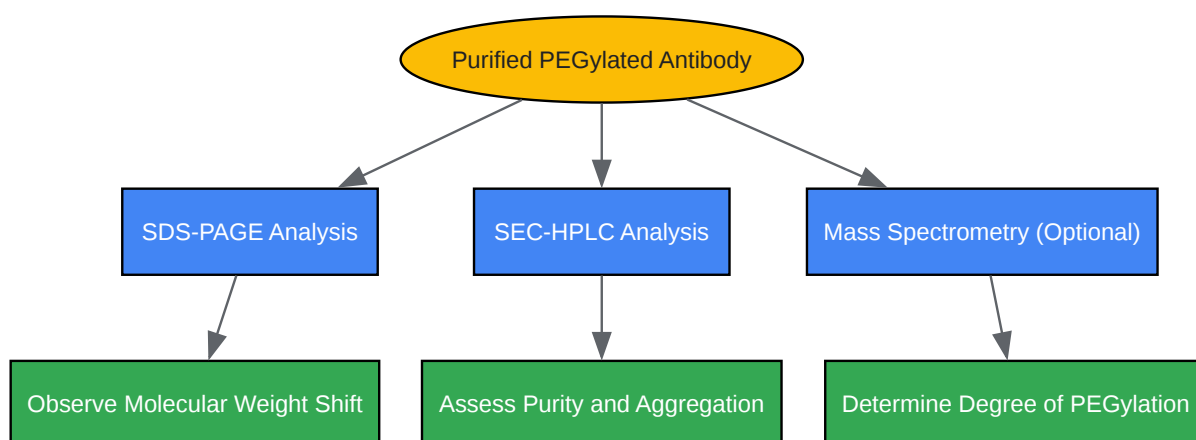 Purified PEGylated Antibody
SDS-PAGE Analysis
SEC-HPLC Analysis
Mass Spectrometry (Optional)
Observe Molecular Weight Shift
Assess Purity and Aggregation
Determine Degree of PEGylation